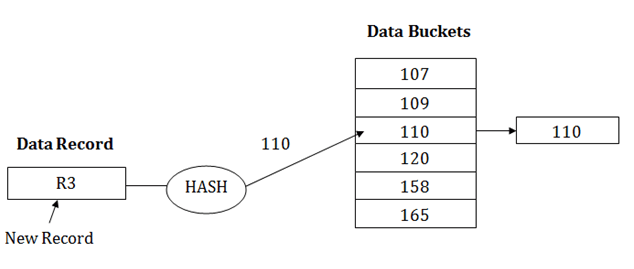 Data Buckets
107
109
110
120
158
165
110
110
Data Record
R3
HASH
New Record